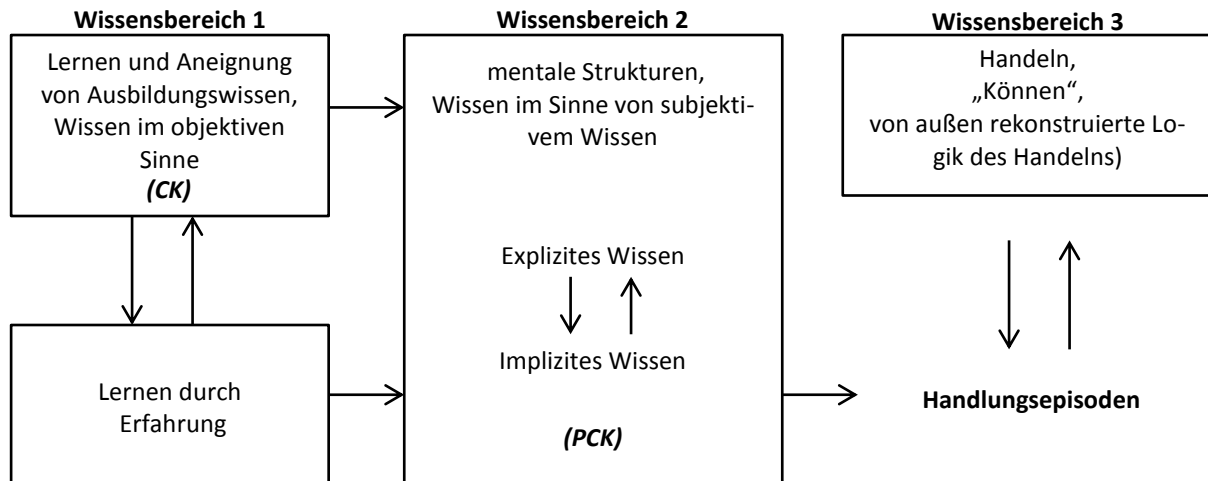 Wissensbereich 1
Lernen und Aneignung
von Ausbildungswissen,
Wissen im objektiven
Sinne
(CK)
Lernen durch
Erfahrung
Wissensbereich 2
mentale Strukturen,
Wissen im Sinne von subjekti-
vem Wissen
Explizites Wissen
Implizites Wissen
(PCK)
Wissensbereich 3
Handeln,
„Können“,
von außen rekonstruierte Lo-
gik des Handelns)
Handlungsepisoden